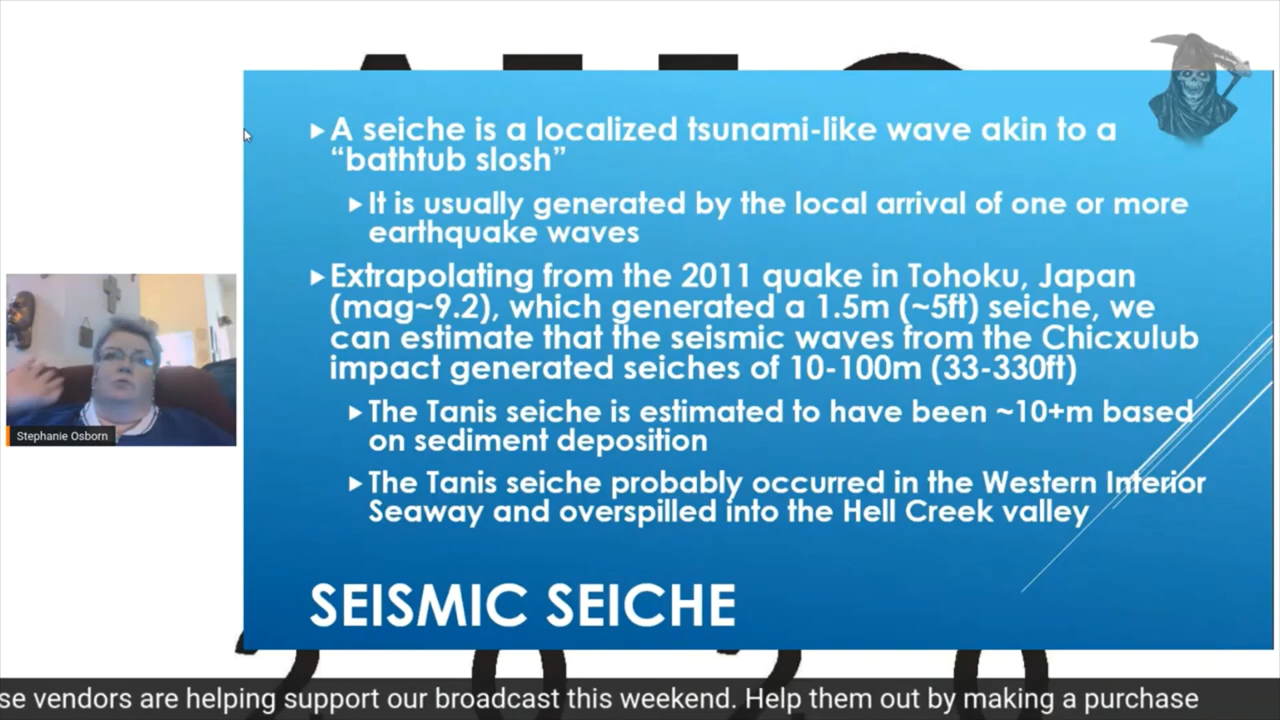 A seiche is a localized tsunami-like wave akin to a
“bathtub slosh”
It is usually generated by the local arrival of one or more
earthquake waves
Extrapolating from the 2011 quake in Tohoku, Japan
(mag~9.2), which generated a 1.5m (~5ft) seiche, we
can estimate that the seismic waves from the Chicxulub
impact generated seiches of 10-100m (33-330ft)
The Tanis seiche is estimated to have been ~10+m based
on sediment deposition
The Tanis seiche probably occurred in the Western Interior
Seaway and overspilled into the Hell Creek valley
SEISMIC SEICHE
Stephanie Osborn
2020
se vendors are helping support our broadcast this weekend. Help them out by making a purchase